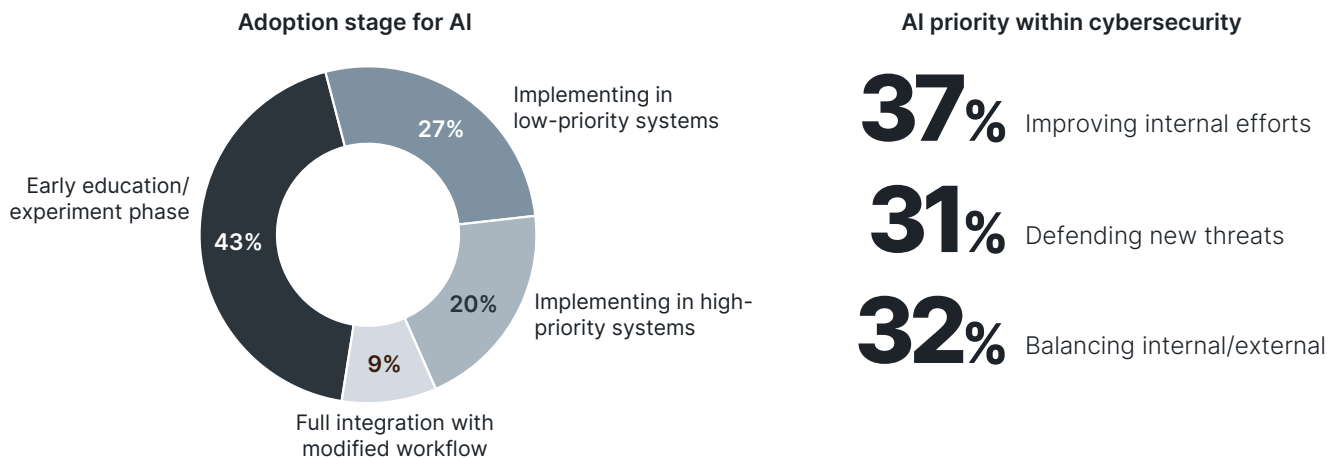 Adoption stage for AI
27%
Implementing in
low-priority systems
Early education/
experiment phase
43%
20%
Implementing in high-
priority systems
9%
Full integration with
modified workflow
AI priority within cybersecurity
37% Improving internal efforts
31% Defending new threats
32% Balancing internal/external